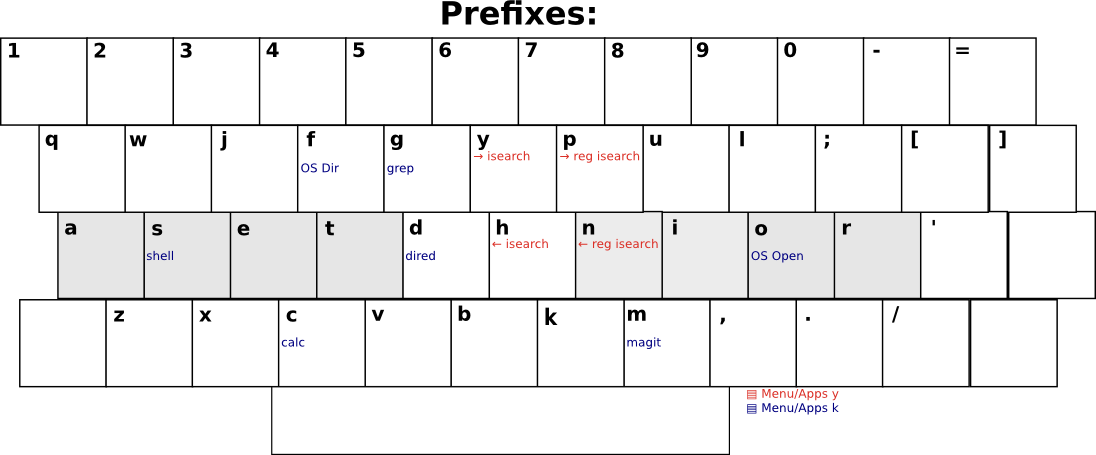 Prefixes:
1 2 3 4 5 6 7 8 9 0 - =
q w j f g y p u l ; [ ]
→ isearch → reg isearch
OS Dir grep
a s e t d h n i o r '
← isearch ← reg isearch
shell dired OS Open
z x c v b k m , . /
calc magit
▤ Menu/Apps y
▤ Menu/Apps k